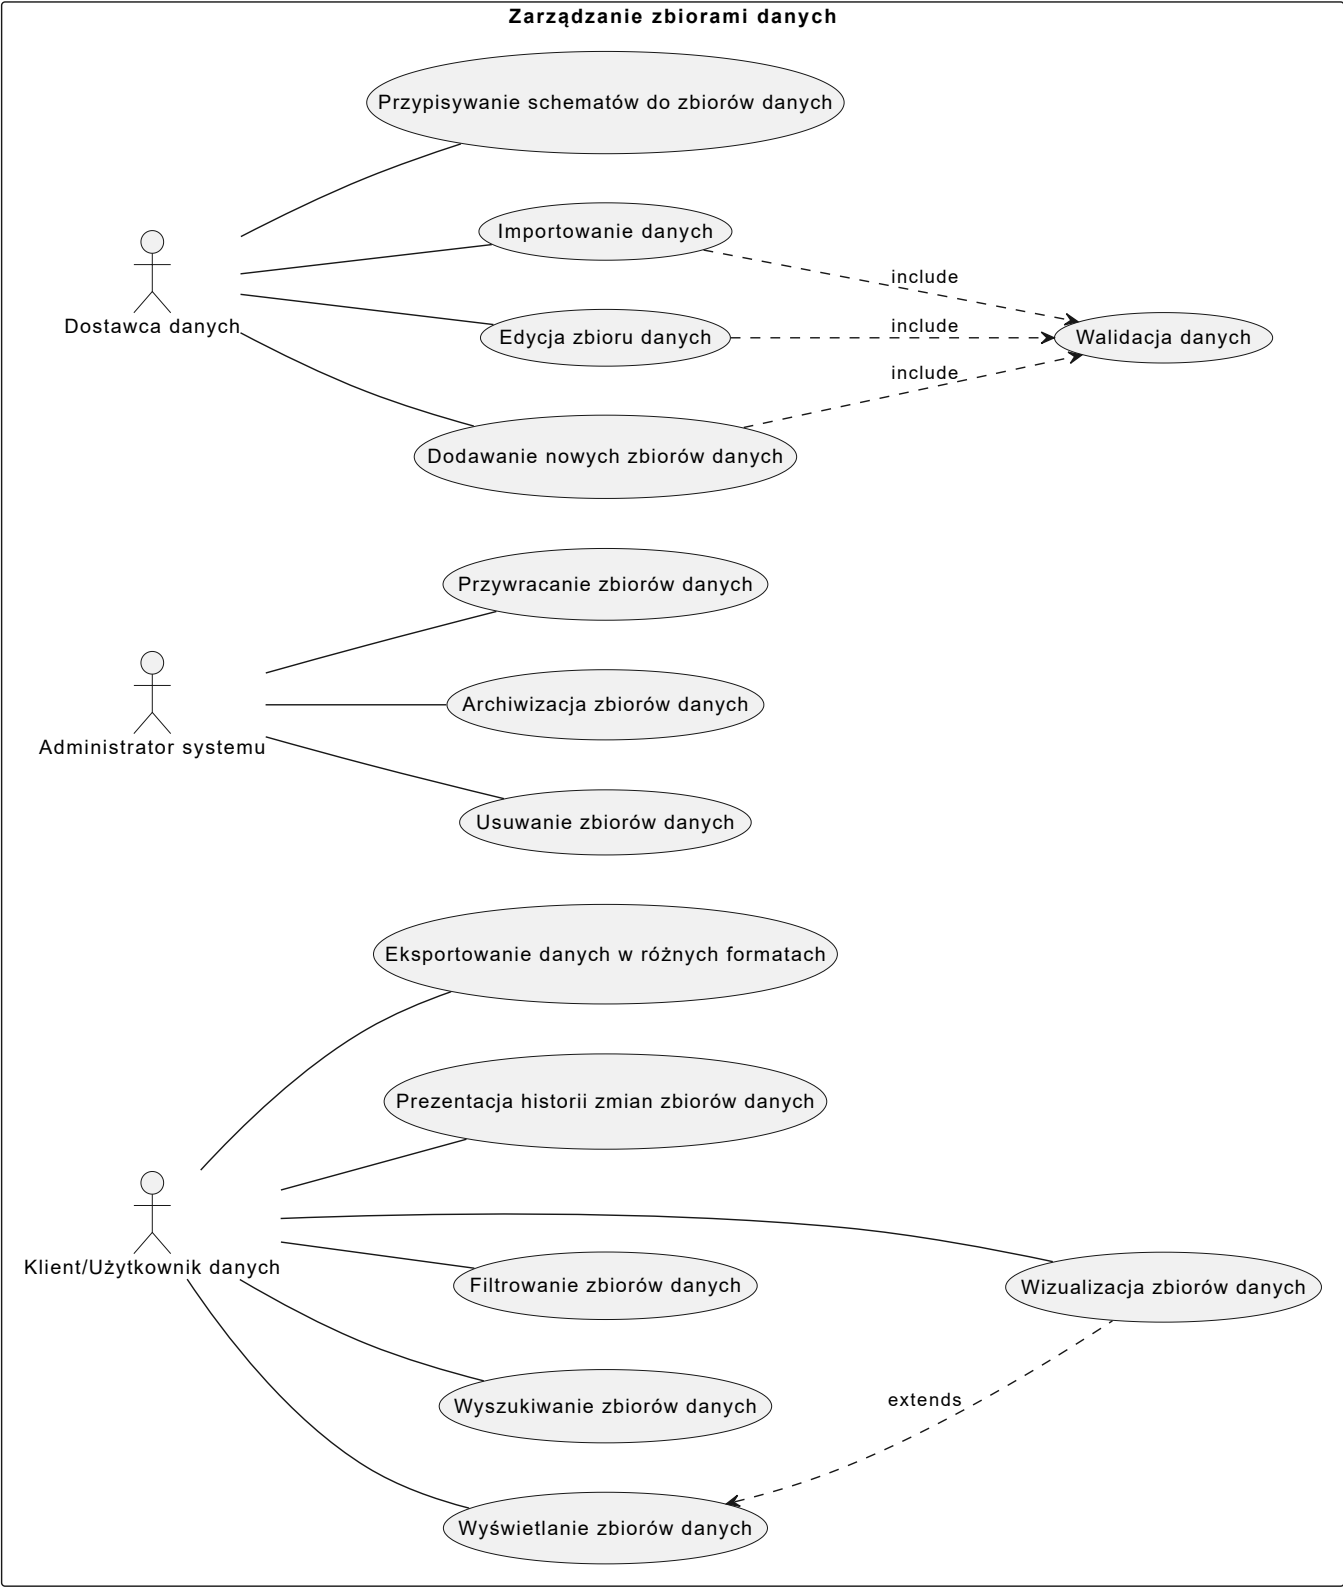 Zarządzanie zbiorami danych
Przypisywanie schematów do zbiorów danych
Importowanie danych
include
Dostawca danych
Edycja zbioru danych
include
Walidacja danych
include
Dodawanie nowych zbiorów danych
Przywracanie zbiorów danych
Archiwizacja zbiorów danych
Administrator systemu
Usuwanie zbiorów danych
Eksportowanie danych w różnych formatach
Prezentacja historii zmian zbiorów danych
Klient/Użytkownik danych
Filtrowanie zbiorów danych
Wizualizacja zbiorów danych
Wyszukiwanie zbiorów danych
extends
Wyświetlanie zbiorów danych